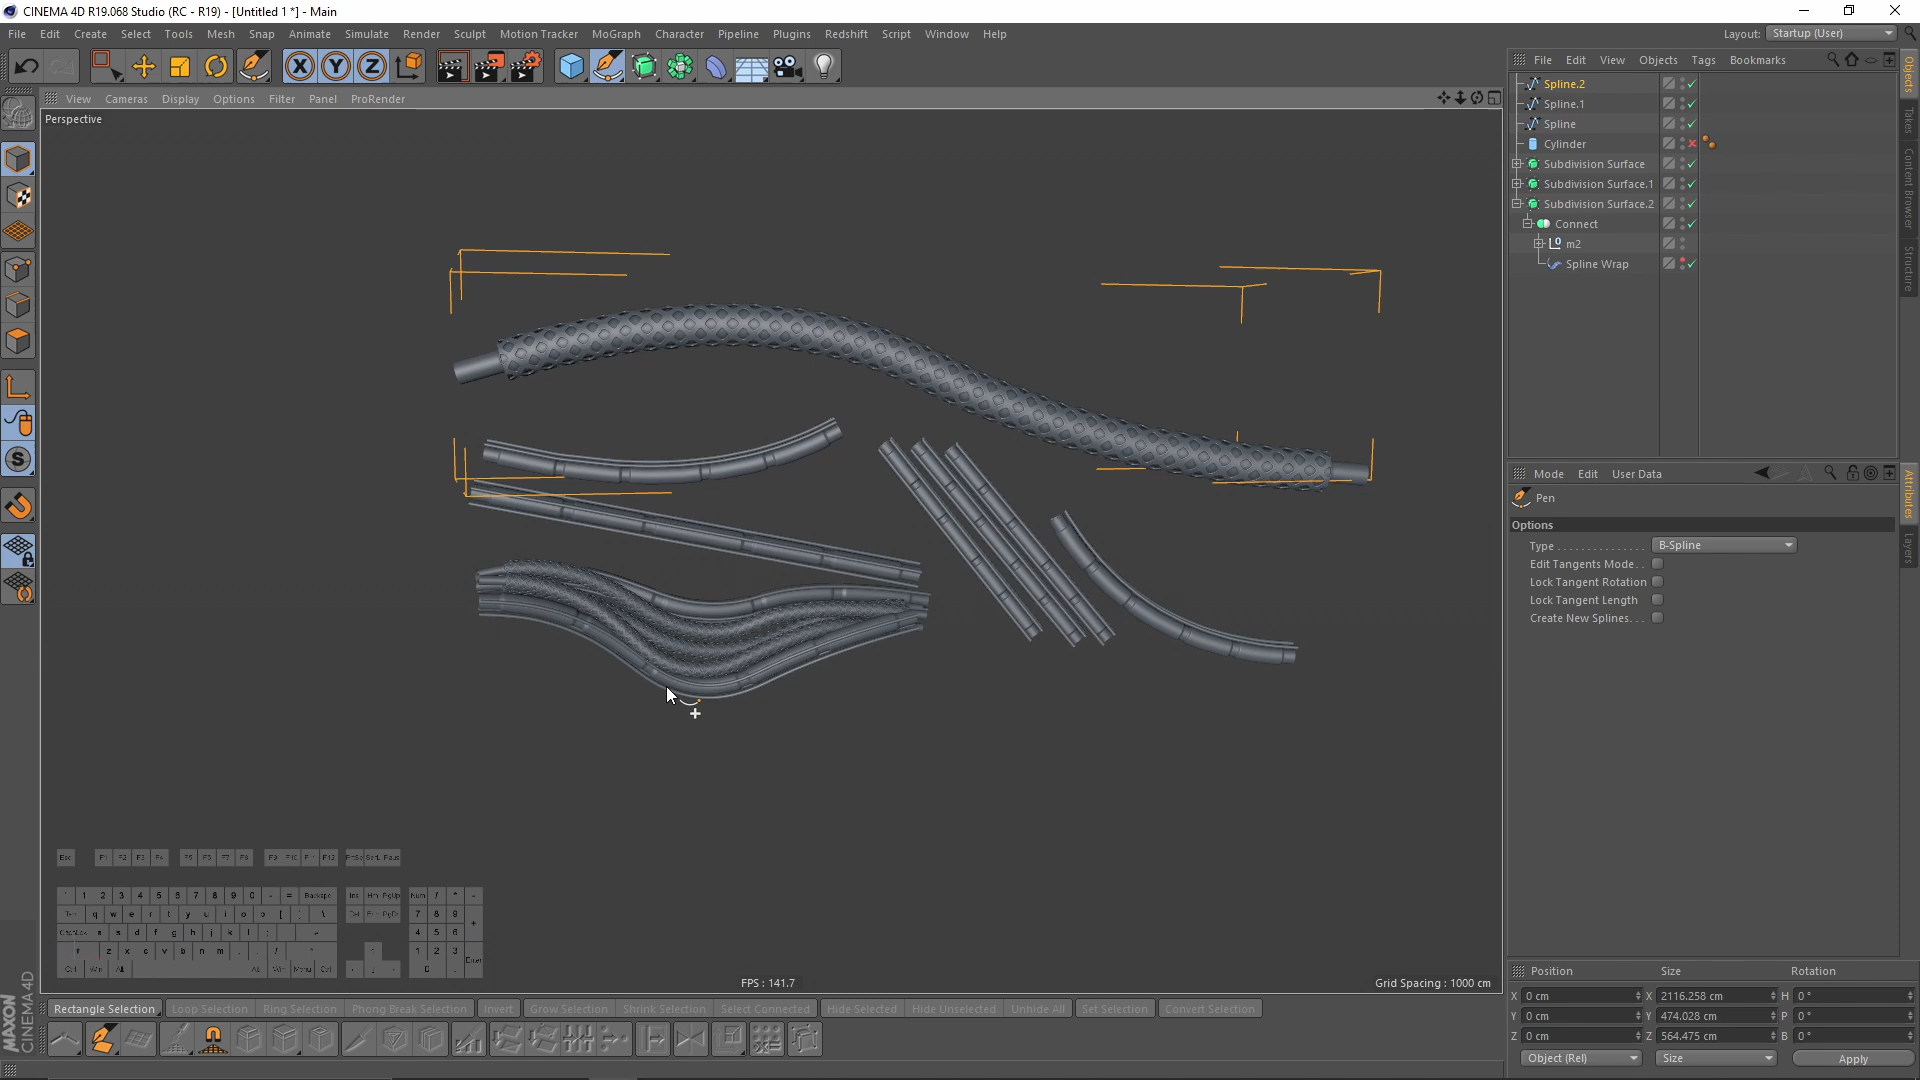 CINEMA 4D R19.068 Studio (RC - R19) - [Untitled 1 *] - Main
File Edit Create Select Tools Mesh Snap Animate Simulate Render Sculpt Motion Tracker MoGraph Character Pipeline Plugins Redshift Script Window Help
Layout: Startup (User)
File Edit View Objects Tags Bookmarks
View Cameras Display Options Filter Panel ProRender
Perspective
Spline.2
Spline.1
Spline
Cylinder
Subdivision Surface
Subdivision Surface.1
Subdivision Surface.2
Connect
m2
Spline Wrap
Objects
Takes
Content Browser
Structure
Mode Edit User Data
Pen
Options
Type . . . . . . . . . . . . . . . B-Spline
Edit Tangents Mode. .
Lock Tangent Rotation
Lock Tangent Length
Create New Splines. . .
Attributes
Layers
FPS : 141.7
Grid Spacing : 1000 cm
Rectangle Selection Loop Selection Ring Selection Phong Break Selection Invert Grow Selection Shrink Selection Select Connected Hide Selected Hide Unselected Unhide All Set Selection Convert Selection
Position Size Rotation
X 0 cm X 2116.258 cm H 0 °
Y 0 cm Y 474.028 cm P 0 °
Z 0 cm Z 564.475 cm B 0 °
Object (Rel) Size Apply
MAXON
CINEMA 4D